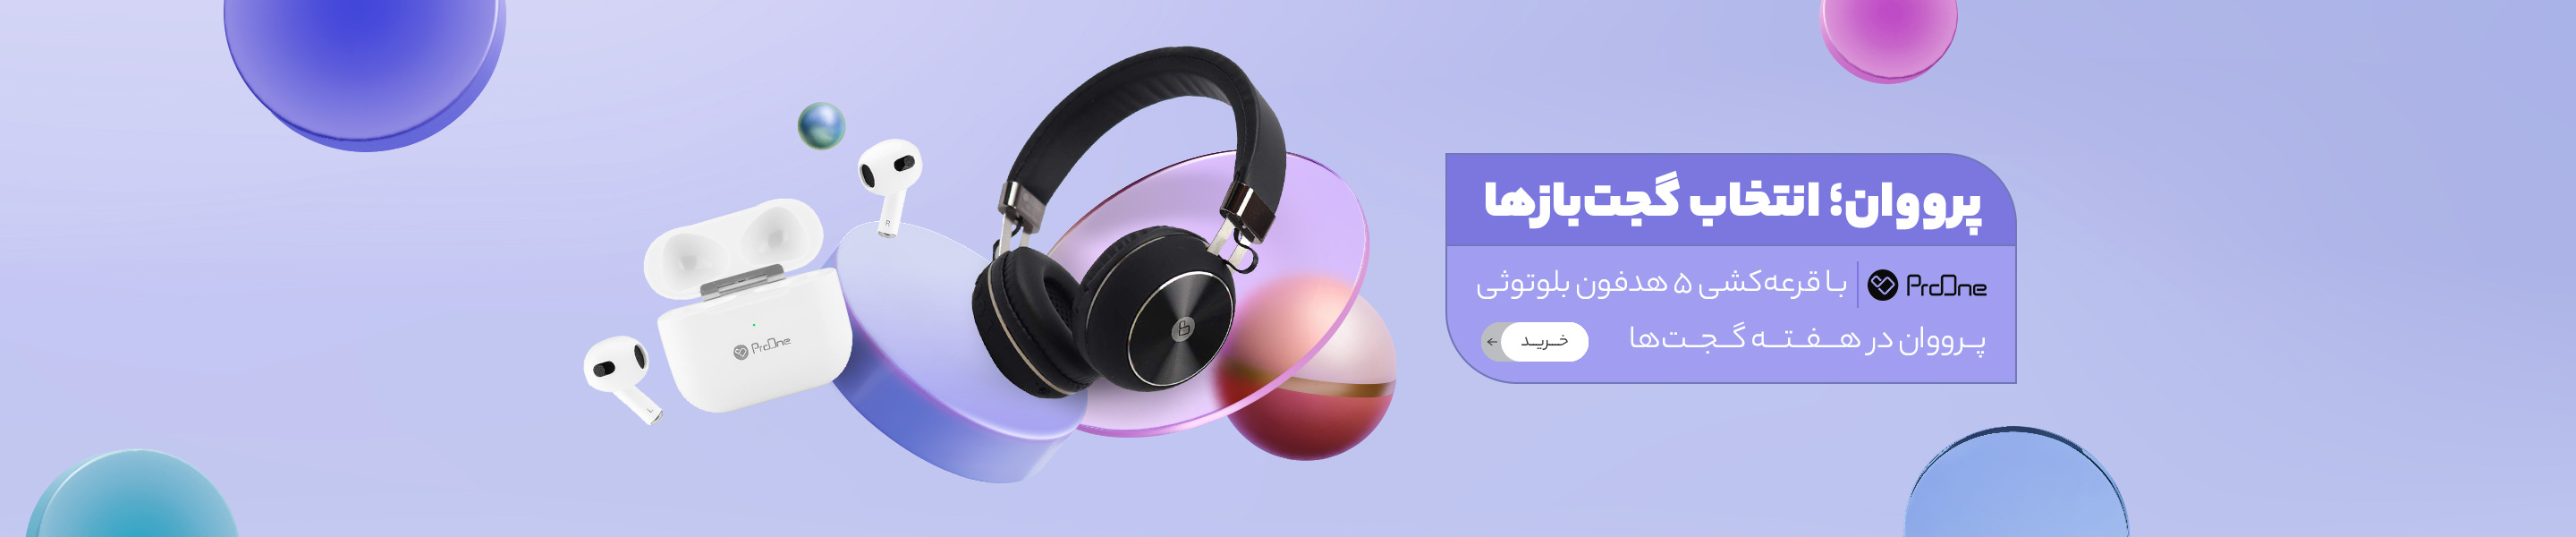 پرووان؛ انتخاب گجت‌بازها
ProOne با قرعه‌کشی ۵ هدفون بلوتوثی
پرووان در هفته گجت‌ها
خرید
ProOne
R
L